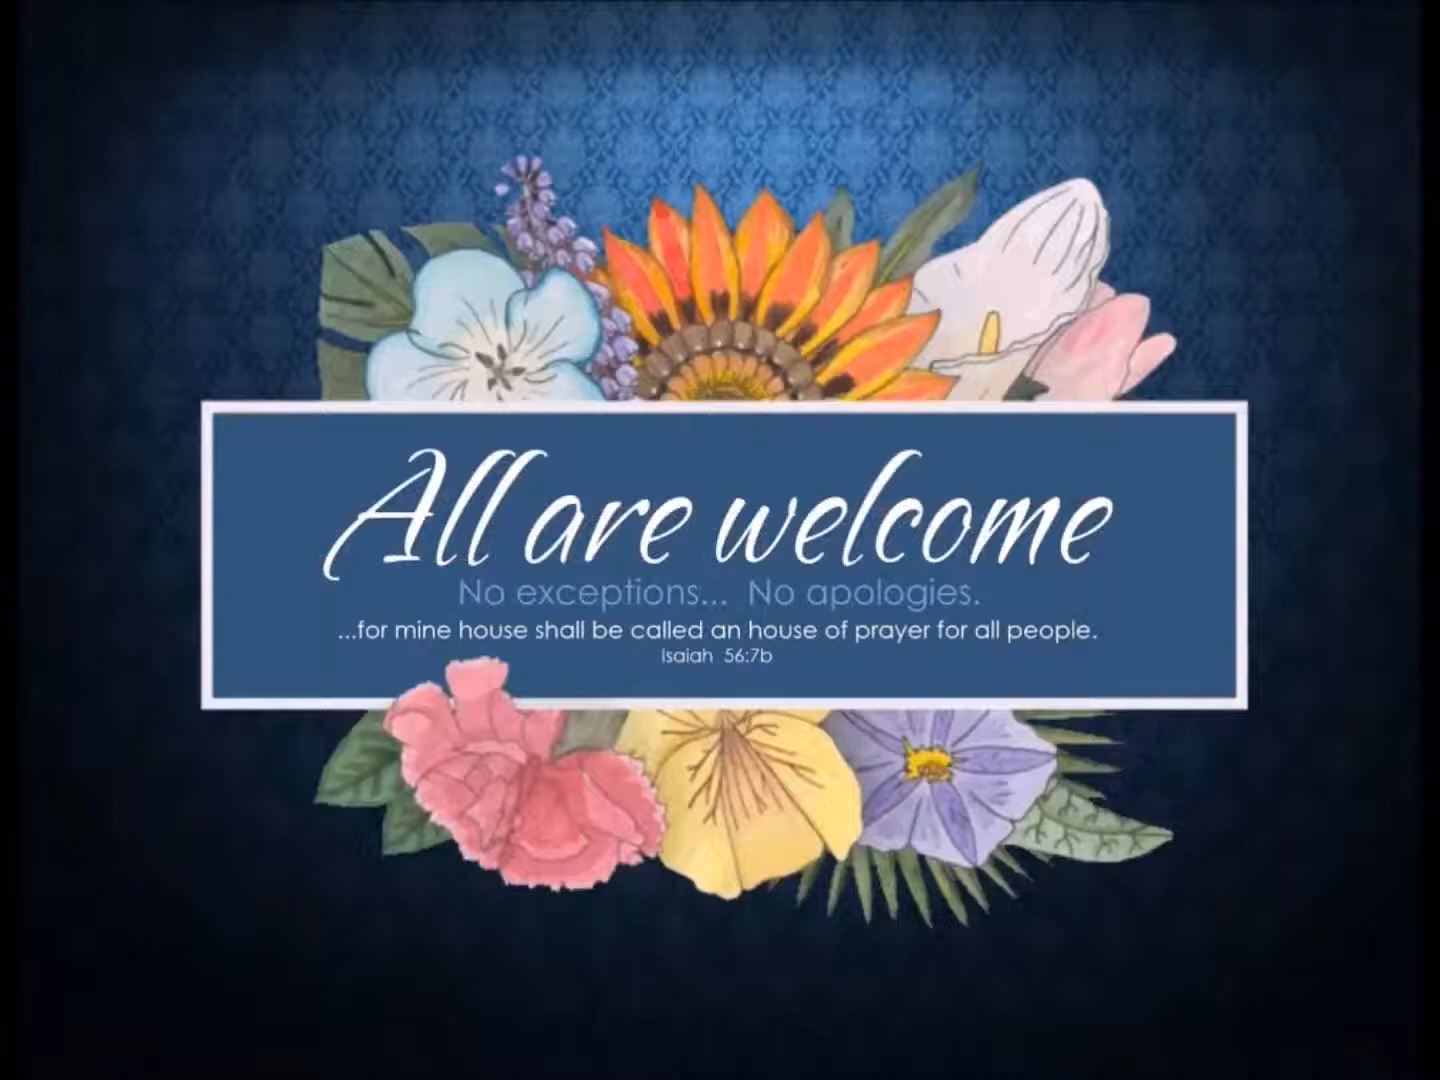 All are welcome
No exceptions... No apologies.
...for mine house shall be called an house of prayer for all people.
Isaiah 56:7b